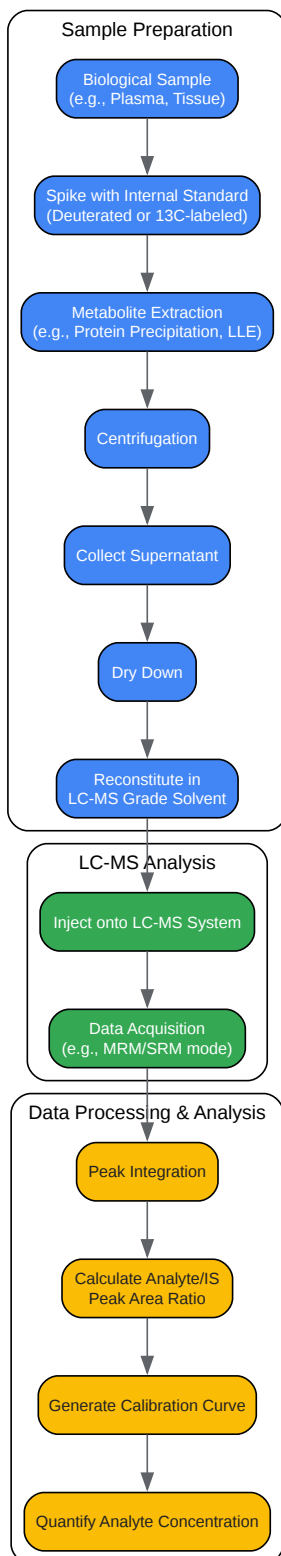 Sample Preparation
Biological Sample
(e.g., Plasma, Tissue)
Spike with Internal Standard
(Deuterated or 13C-labeled)
Metabolite Extraction
(e.g., Protein Precipitation, LLE)
Centrifugation
Collect Supernatant
Dry Down
Reconstitute in
LC-MS Grade Solvent
LC-MS Analysis
Inject onto LC-MS System
Data Acquisition
(e.g., MRM/SRM mode)
Data Processing & Analysis
Peak Integration
Calculate Analyte/IS
Peak Area Ratio
Generate Calibration Curve
Quantify Analyte Concentration